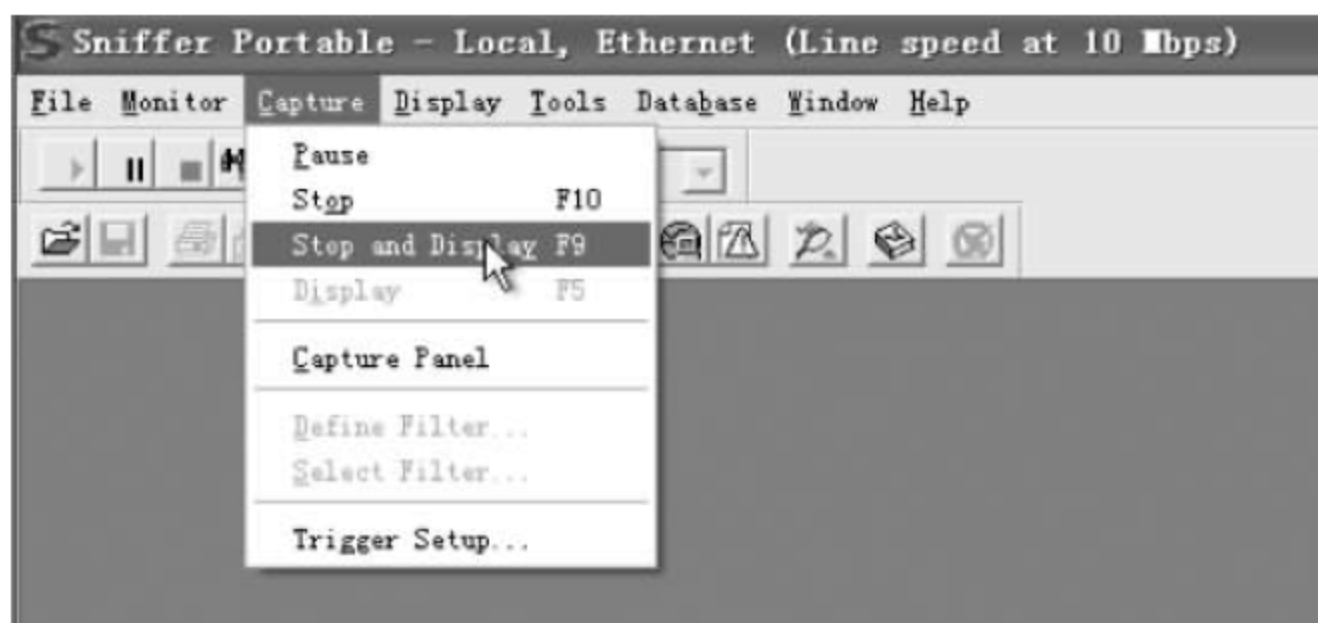 Sniffer Portable - Local, Ethernet (Line speed at 10 Mbps)
File Monitor Capture Display Tools Database Window Help
Pause
Stop F10
Stop and Display F9
Display F5
Capture Panel
Define Filter...
Select Filter...
Trigger Setup...